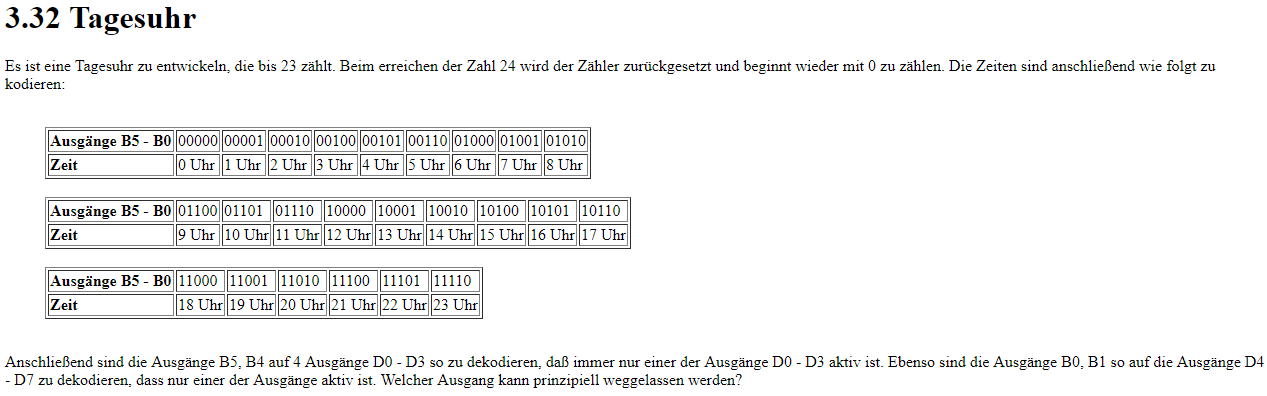 3.32 Tagesuhr
Es ist eine Tagesuhr zu entwickeln, die bis 23 zählt. Beim erreichen der Zahl 24 wird der Zähler zurückgesetzt und beginnt wieder mit 0 zu zählen. Die Zeiten sind anschließend wie folgt zu
kodieren:
Ausgänge B5 - B0 00000 00001 00010 00100 00101 00110 01000 01001 01010
Zeit 0 Uhr 1 Uhr 2 Uhr 3 Uhr 4 Uhr 5 Uhr 6 Uhr 7 Uhr 8 Uhr
Ausgänge B5 - B0 01100 01101 01110 10000 10001 10010 10100 10101 10110
Zeit 9 Uhr 10 Uhr 11 Uhr 12 Uhr 13 Uhr 14 Uhr 15 Uhr 16 Uhr 17 Uhr
Ausgänge B5 - B0 11000 11001 11010 11100 11101 11110
Zeit 18 Uhr 19 Uhr 20 Uhr 21 Uhr 22 Uhr 23 Uhr
Anschließend sind die Ausgänge B5, B4 auf 4 Ausgänge D0 - D3 so zu dekodieren, daß immer nur einer der Ausgänge D0 - D3 aktiv ist. Ebenso sind die Ausgänge B0, B1 so auf die Ausgänge D4
- D7 zu dekodieren, dass nur einer der Ausgänge aktiv ist. Welcher Ausgang kann prinzipiell weggelassen werden?